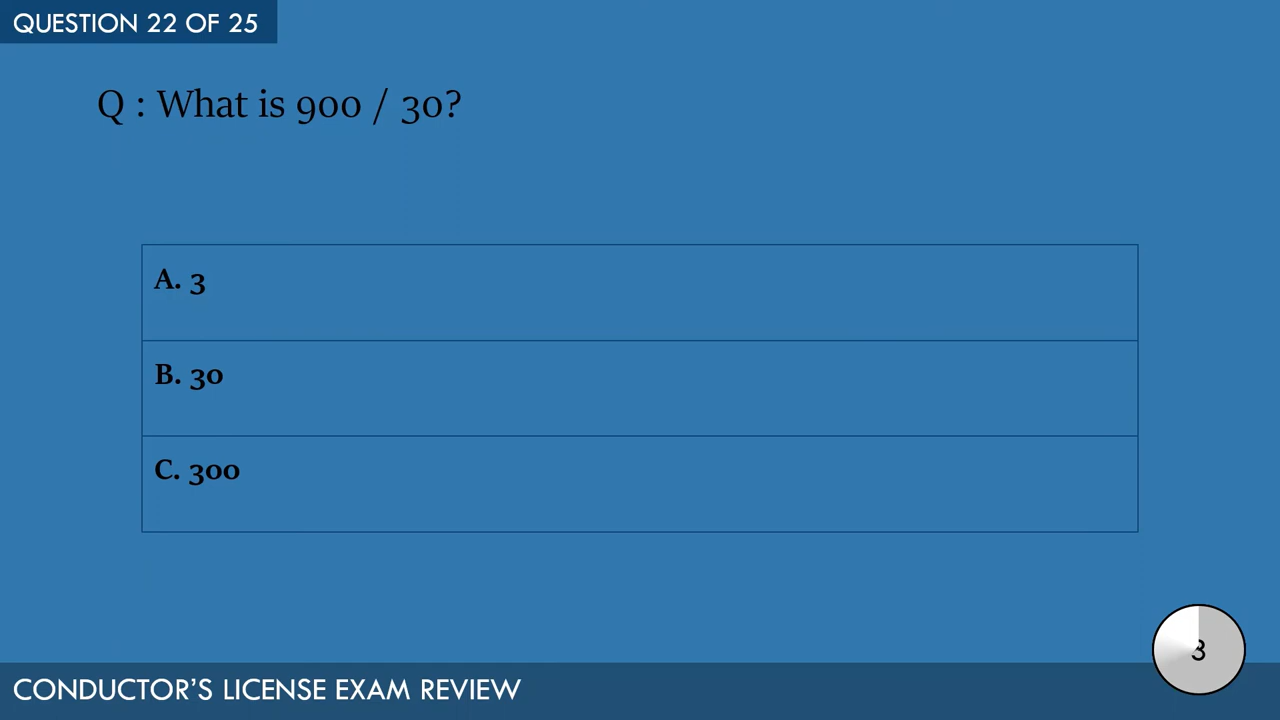 QUESTION 22 OF 25
Q : What is 900 / 30?
A. 3
B. 30
C. 300
3
CONDUCTOR'S LICENSE EXAM REVIEW